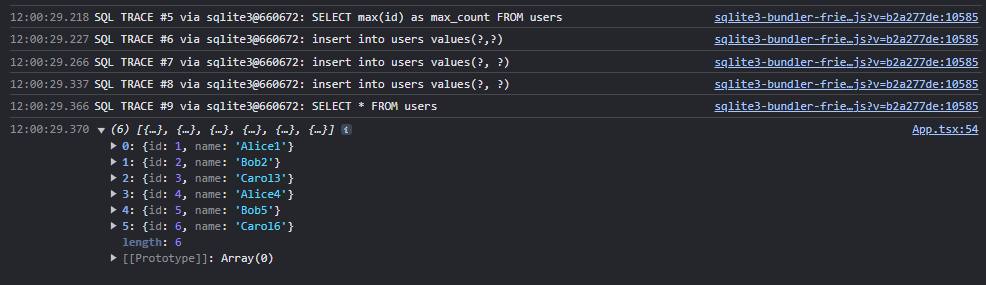 12:00:29.218 SQL TRACE #5 via sqlite3@660672: SELECT max(id) as max_count FROM users sqlite3-bundler-frie…js?v=b2a277de:10585
12:00:29.227 SQL TRACE #6 via sqlite3@660672: insert into users values(?,?) sqlite3-bundler-frie…js?v=b2a277de:10585
12:00:29.266 SQL TRACE #7 via sqlite3@660672: insert into users values(?, ?) sqlite3-bundler-frie…js?v=b2a277de:10585
12:00:29.337 SQL TRACE #8 via sqlite3@660672: insert into users values(?, ?) sqlite3-bundler-frie…js?v=b2a277de:10585
12:00:29.366 SQL TRACE #9 via sqlite3@660672: SELECT * FROM users sqlite3-bundler-frie…js?v=b2a277de:10585
12:00:29.370 ▼ (6) [{…}, {…}, {…}, {…}, {…}, {…}] i App.tsx:54
▶ 0: {id: 1, name: 'Alice1'}
▶ 1: {id: 2, name: 'Bob2'}
▶ 2: {id: 3, name: 'Carol3'}
▶ 3: {id: 4, name: 'Alice4'}
▶ 4: {id: 5, name: 'Bob5'}
▶ 5: {id: 6, name: 'Carol6'}
length: 6
▶ [[Prototype]]: Array(0)